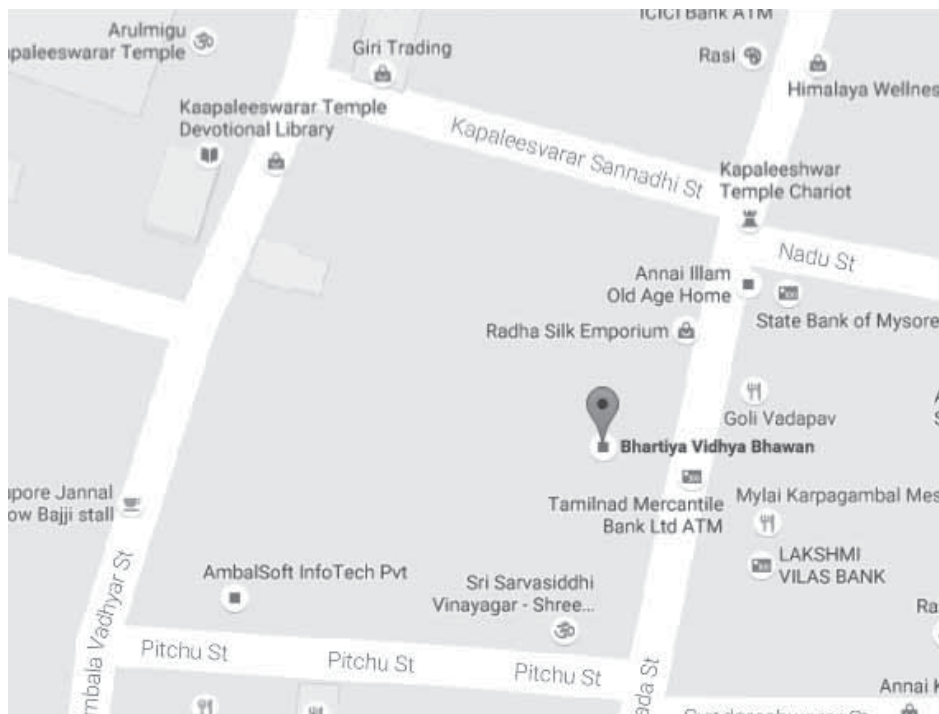 ICICI Bank ATM
Arulmigu
paleeswarar Temple
Giri Trading
Rasi
Himalaya Wellnes
Kaapaleeswarar Temple
Devotional Library
Kapaleesvarar Sannadhi St
Kapaleeshwar
Temple Chariot
Nadu St
Annai Illam
Old Age Home
State Bank of Mysore
Radha Silk Emporium
Goli Vadapav
Bhartiya Vidhya Bhawan
pore Jannal
ow Bajji stall
Tamilnad Mercantile
Bank Ltd ATM
Mylai Karpagambal Mes
LAKSHMI
VILAS BANK
AmbalSoft InfoTech Pvt
Sri Sarvasiddhi
Vinayagar - Shree...
mbala Vadhyar St
Ra
Pitchu St
Pitchu St
Pitchu St
ada St
Annai K